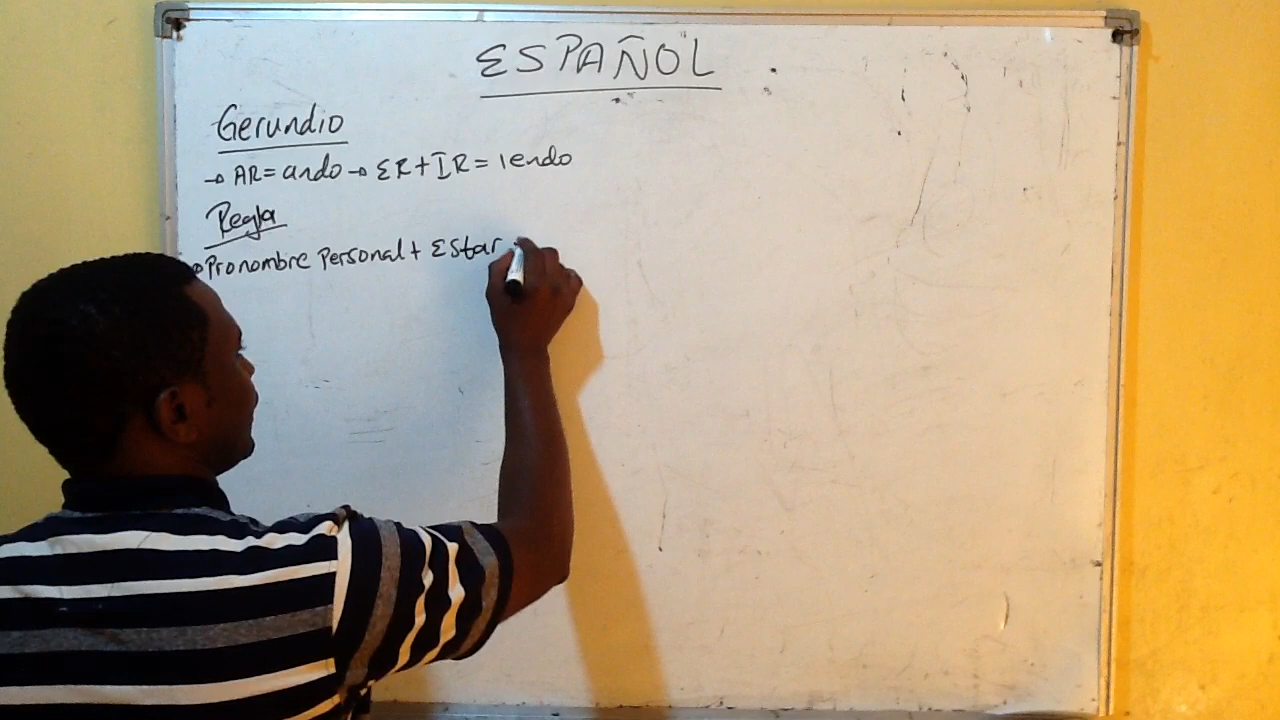 ESPAÑOL
Gerundio
→ AR = ando → ER + IR = iendo
Regla
Pronombre Personal + Estar